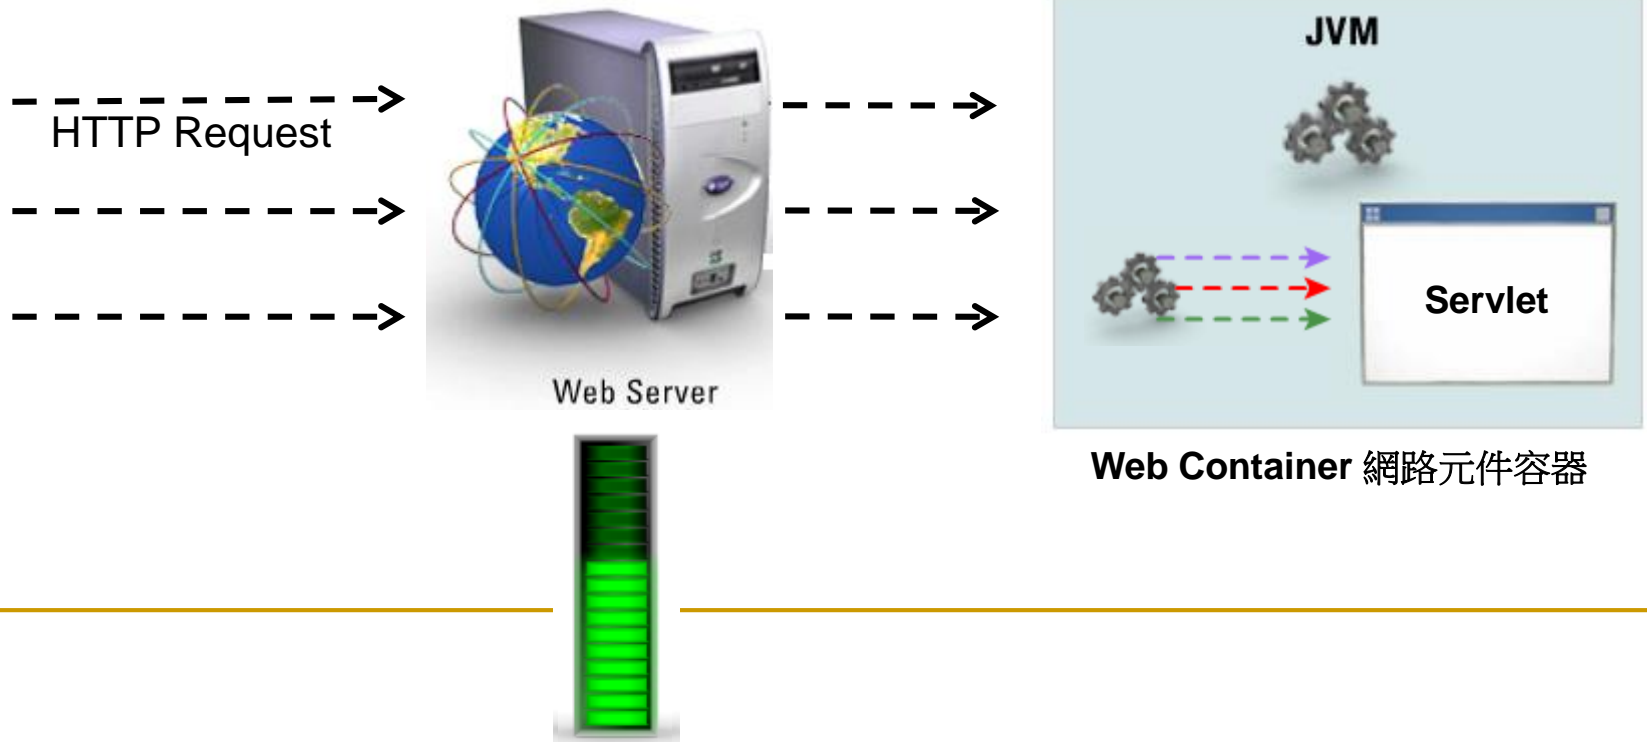 JVM
HTTP Request
Servlet
Web Server
Web Container 網路元件容器